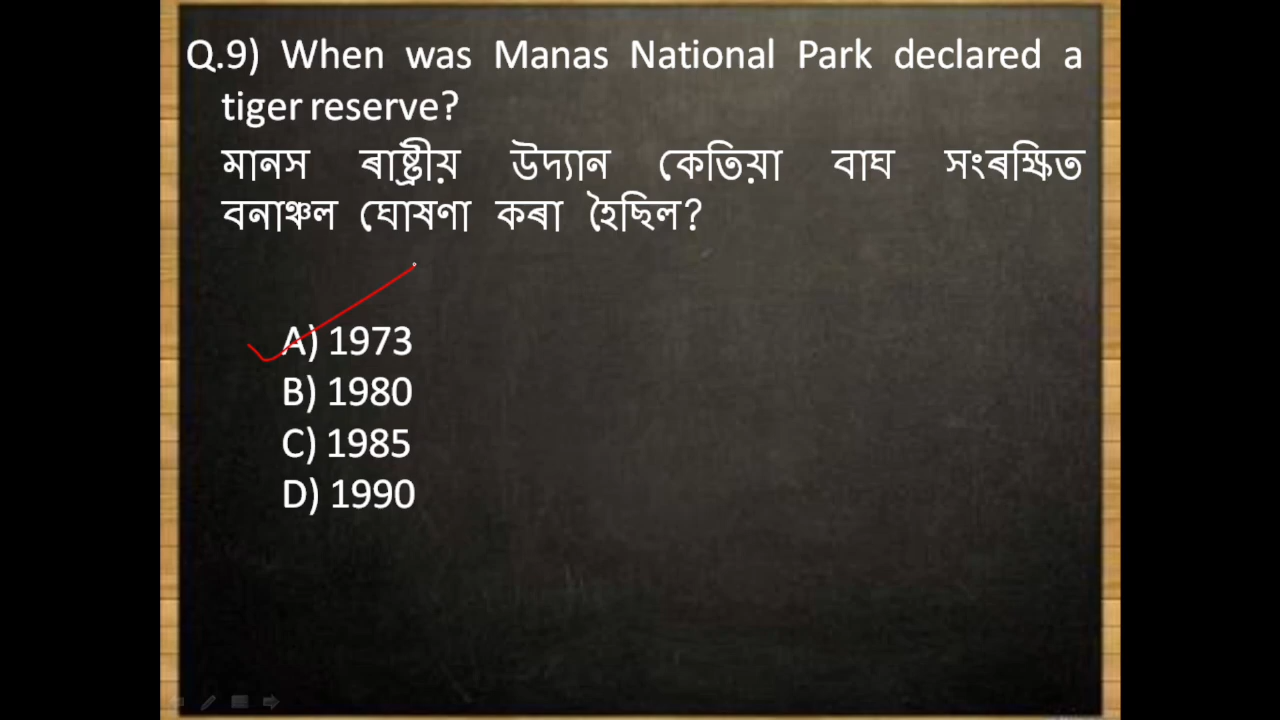 Q.9) When was Manas National Park declared a
tiger reserve?
মানস ৰাষ্ট্ৰীয় উদ্যান কেতিয়া বাঘ সংৰক্ষিত
বনাঞ্চল ঘোষণা কৰা হৈছিল?
A) 1973
B) 1980
C) 1985
D) 1990